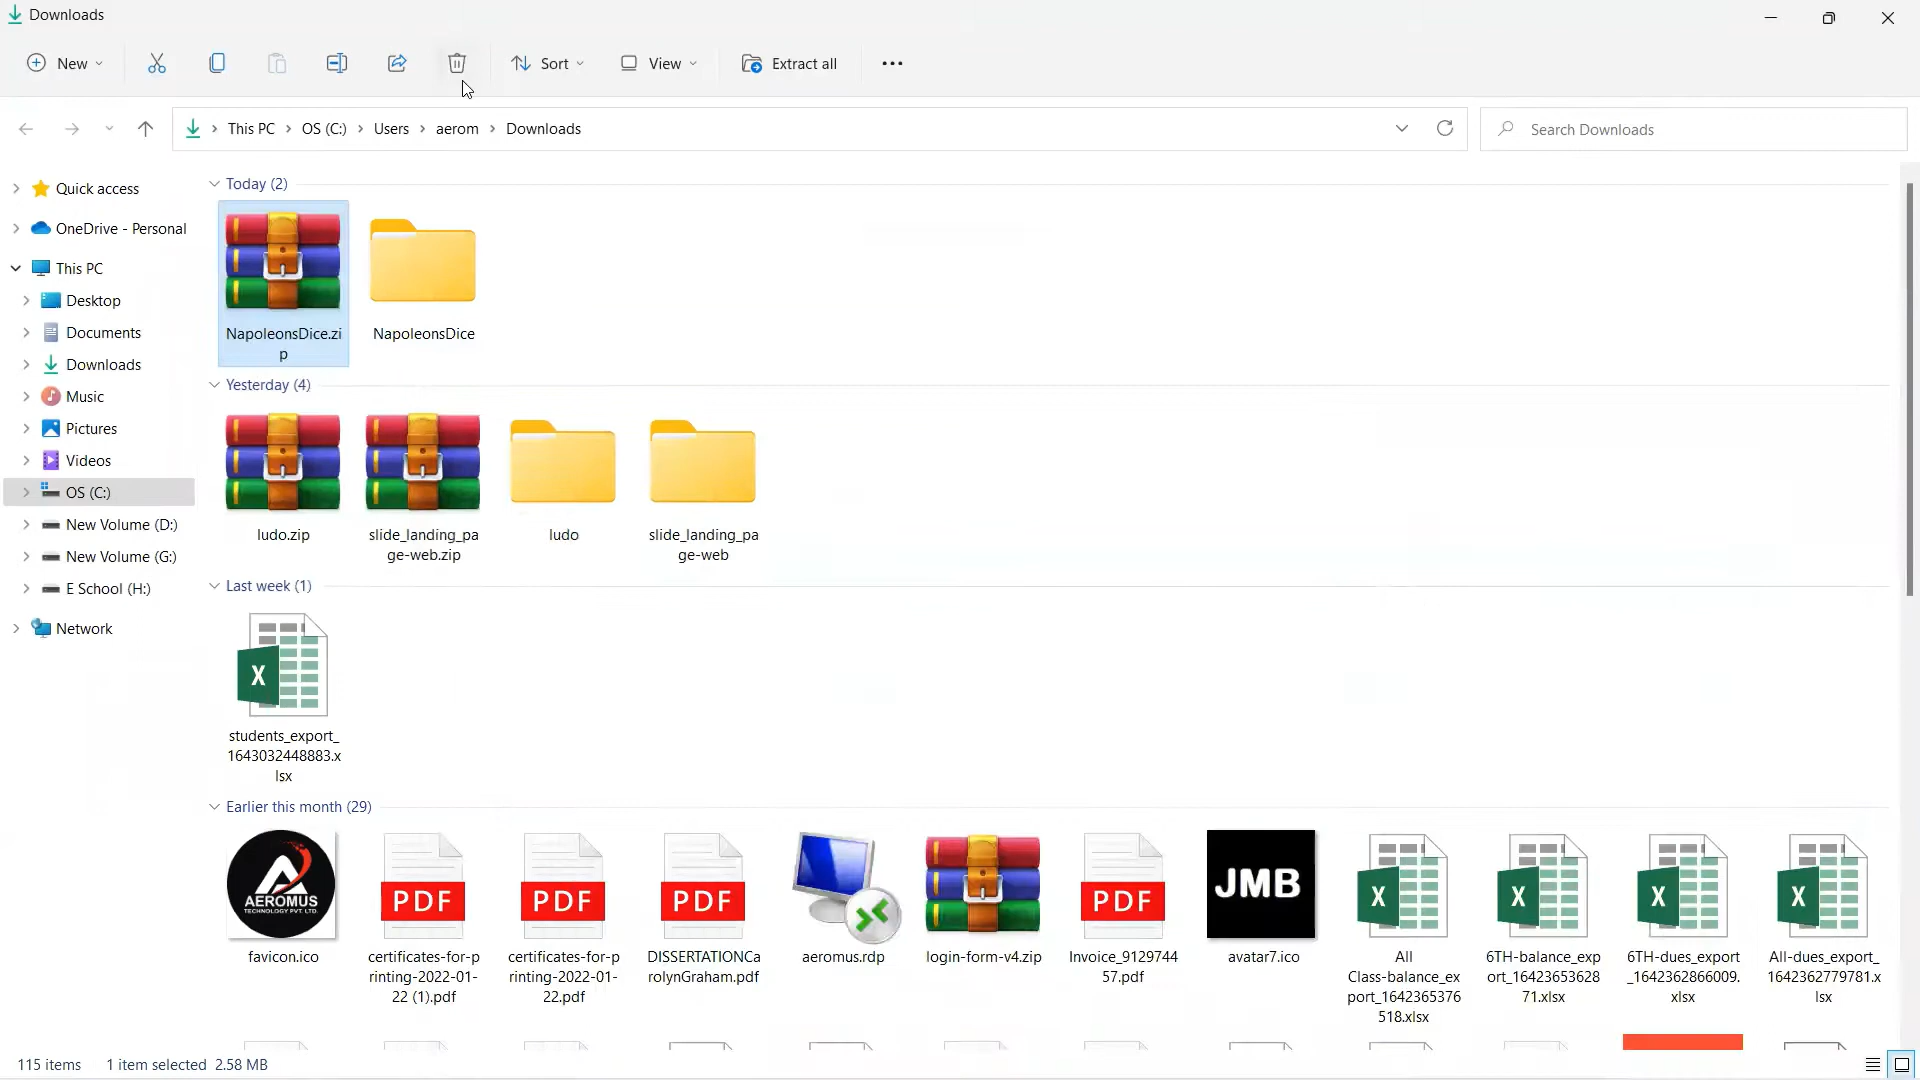 Downloads
New
Sort
View
Extract all
This PC
OS (C:)
Users
aerom
Downloads
Search Downloads
Quick access
OneDrive - Personal
This PC
Desktop
Documents
Downloads
Music
Pictures
Videos
OS (C:)
New Volume (D:)
New Volume (G:)
E School (H:)
Network
Today (2)
NapoleonsDice.zi
p
NapoleonsDice
Yesterday (4)
ludo.zip
slide_landing_pa
ge-web.zip
ludo
slide_landing_pa
ge-web
Last week (1)
X
students_export_
1643032448883.x
lsx
Earlier this month (29)
AEROMUS
TECHNOLOGY PVT. LTD.
favicon.ico
PDF
certificates-for-p
rinting-2022-01-
22 (1).pdf
PDF
certificates-for-p
rinting-2022-01-
22.pdf
PDF
DISSERTATIONCa
rolynGraham.pdf
aeromus.rdp
login-form-v4.zip
PDF
Invoice_9129744
57.pdf
JMB
avatar7.ico
X
All
Class-balance_ex
port_1642365376
518.xlsx
X
6TH-balance_exp
ort_16423653628
71.xlsx
X
6TH-dues_export
_1642362866009.
xlsx
X
All-dues_export_
1642362779781.x
lsx
115 items
1 item selected 2.58 MB